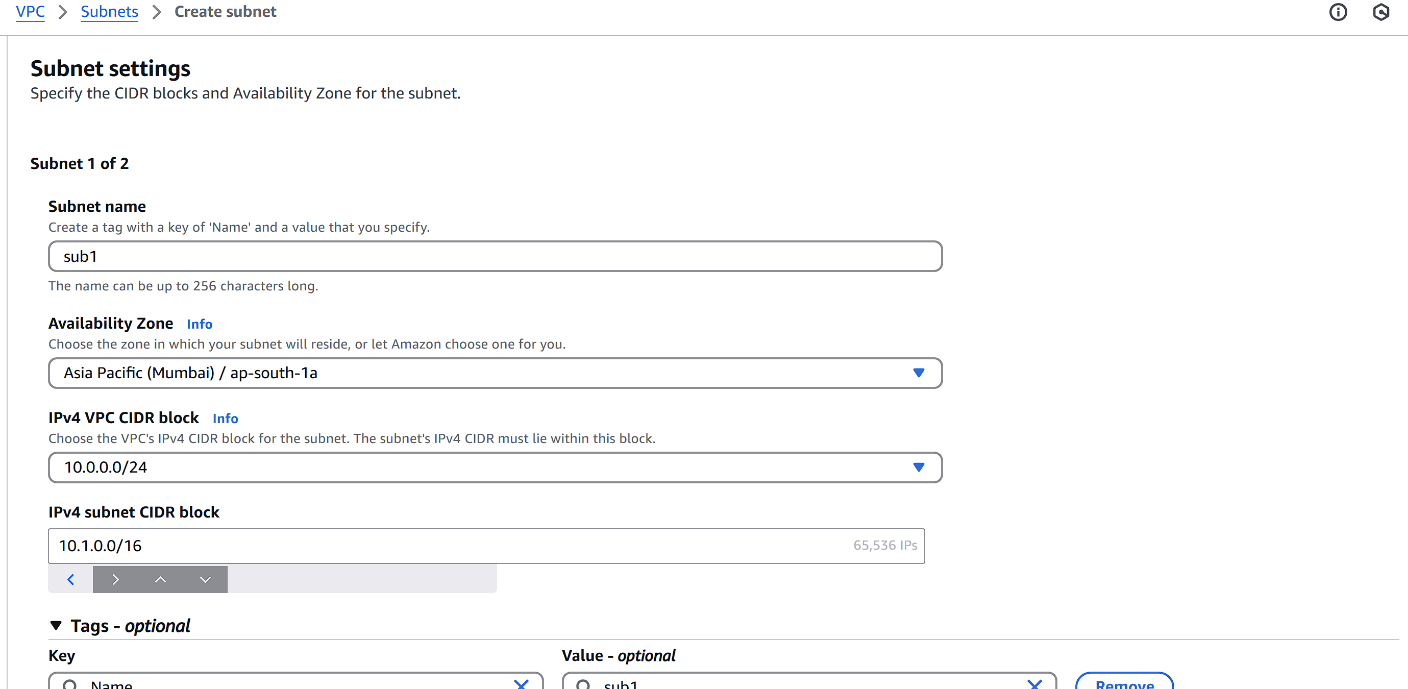 VPC > Subnets > Create subnet
Subnet settings
Specify the CIDR blocks and Availability Zone for the subnet.
Subnet 1 of 2
Subnet name
Create a tag with a key of 'Name' and a value that you specify.
sub1
The name can be up to 256 characters long.
Availability Zone Info
Choose the zone in which your subnet will reside, or let Amazon choose one for you.
Asia Pacific (Mumbai) / ap-south-1a
IPv4 VPC CIDR block Info
Choose the VPC's IPv4 CIDR block for the subnet. The subnet's IPv4 CIDR must lie within this block.
10.0.0.0/24
IPv4 subnet CIDR block
10.1.0.0/16 65,536 IPs
Tags - optional
Key Value - optional
Name sub1 Remove